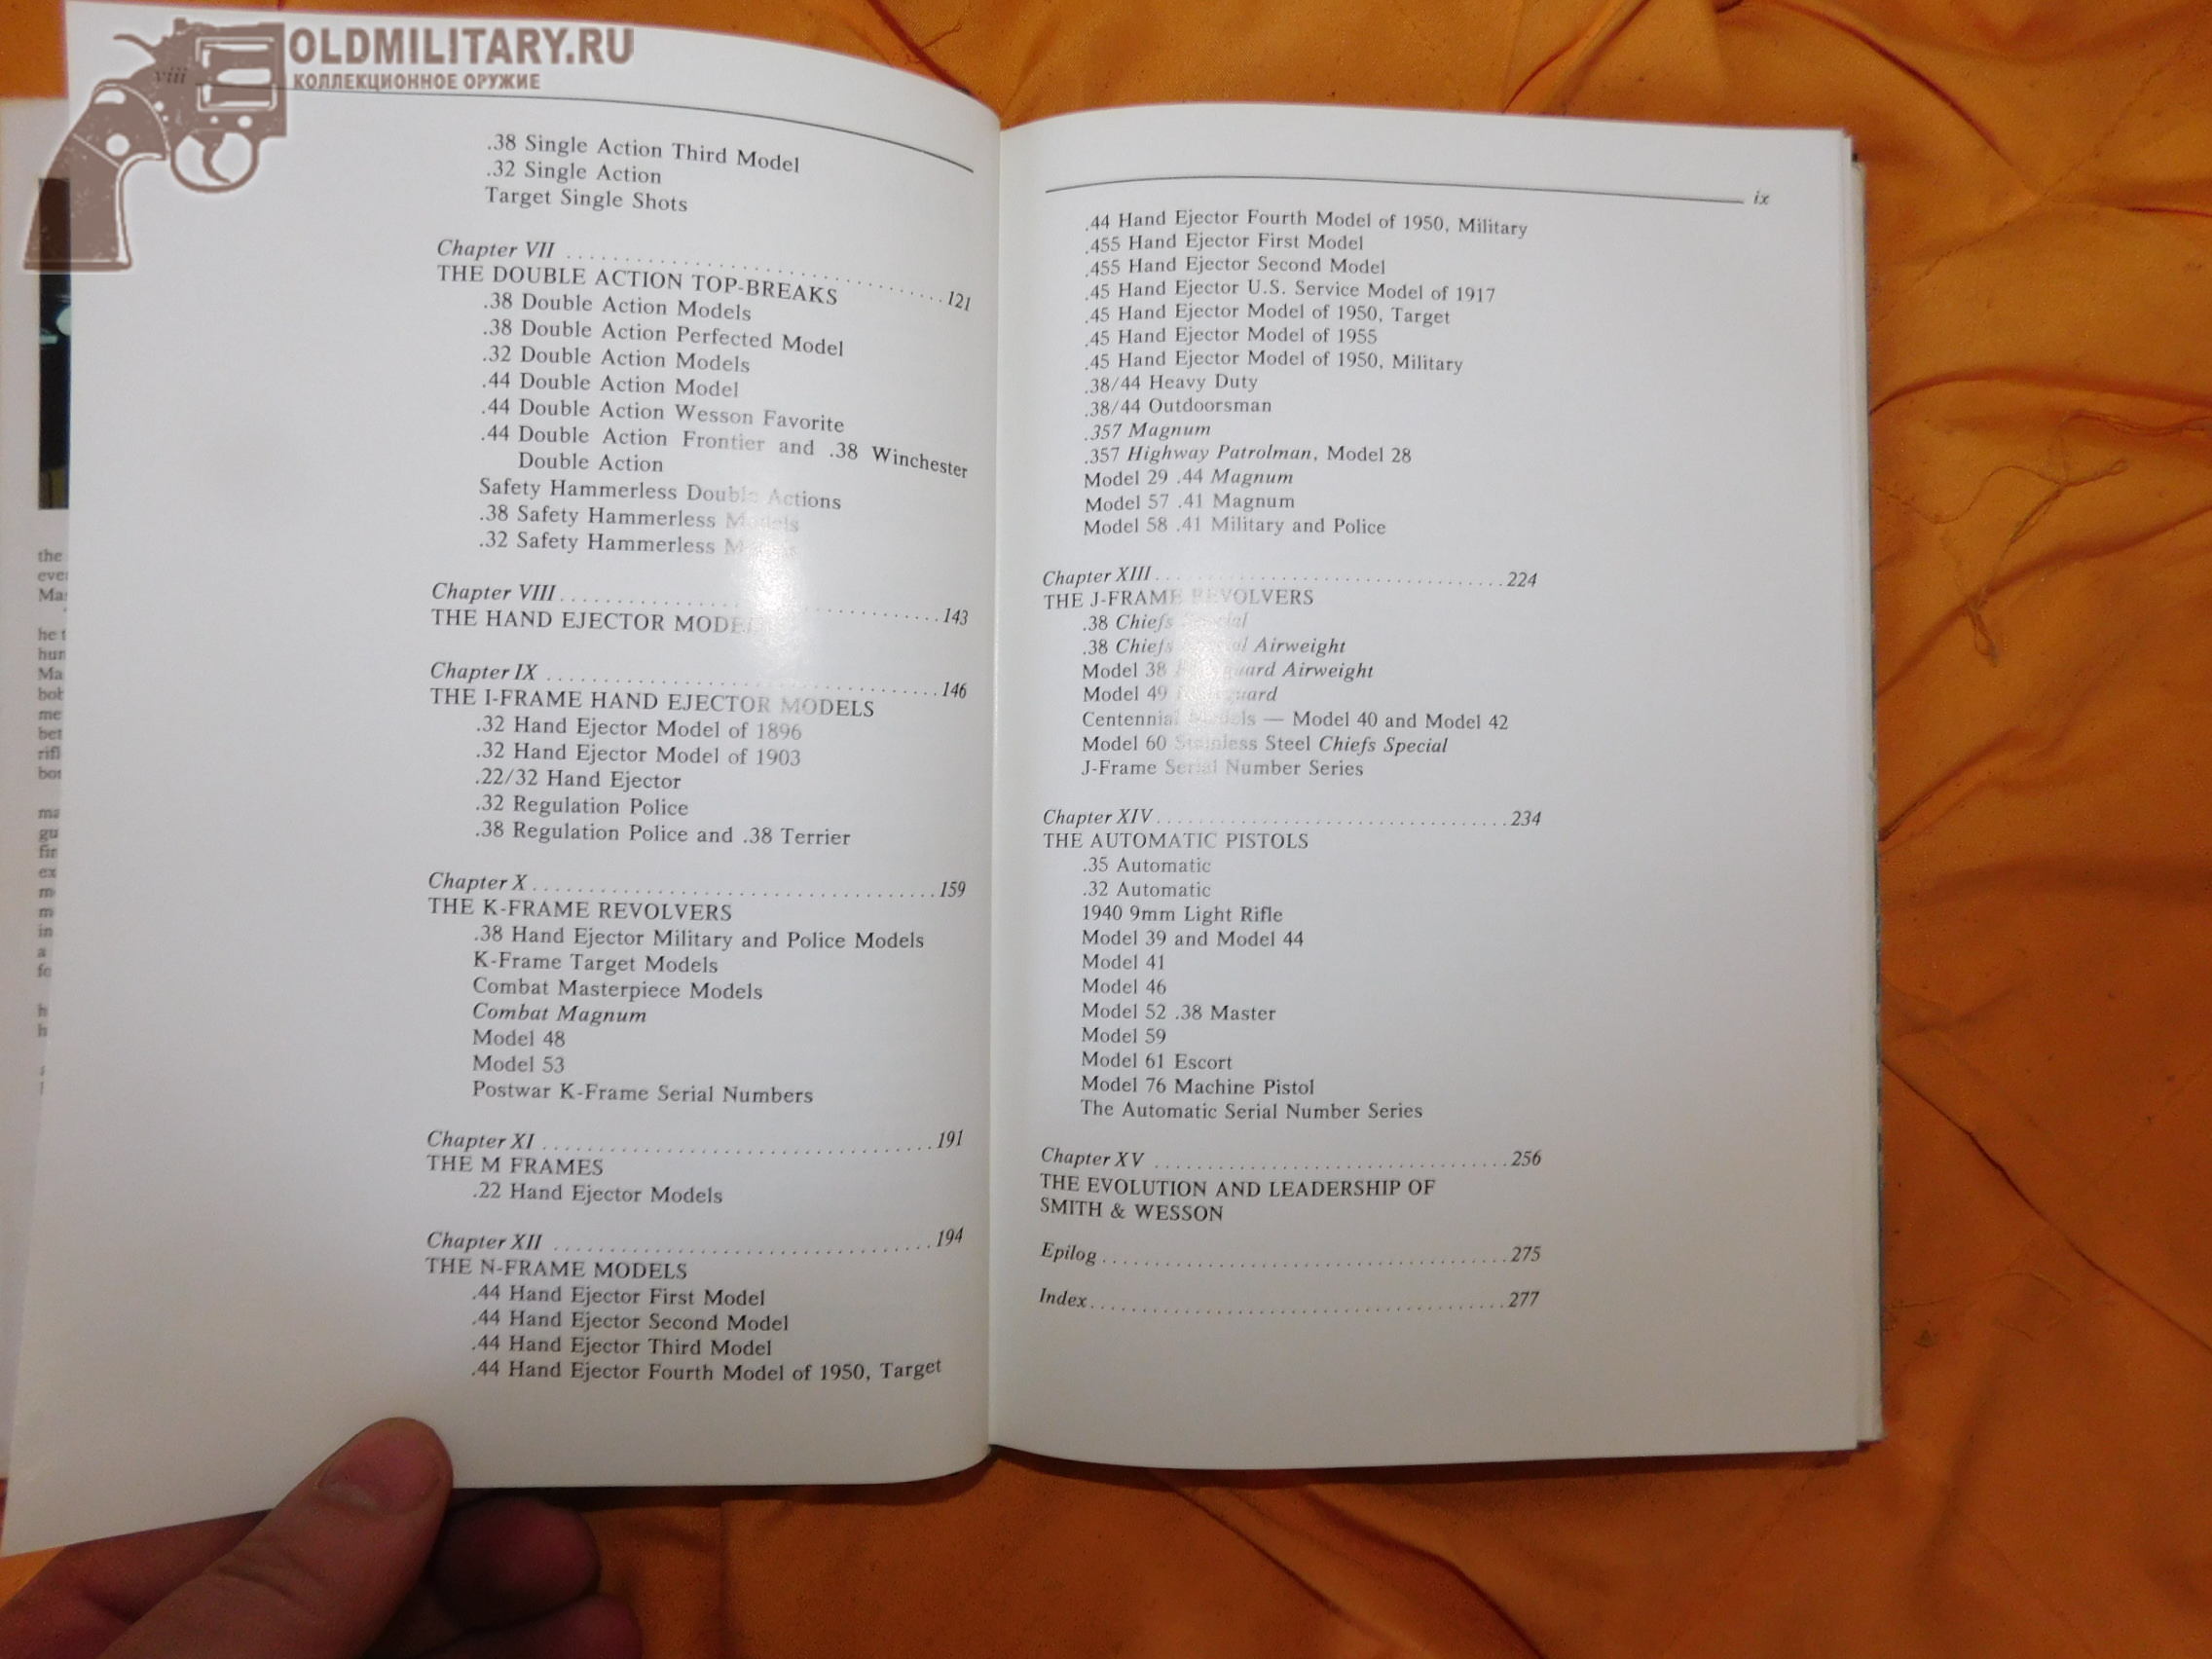 OLDMILITARY.RU
КОЛЛЕКЦИОННОЕ ОРУЖИЕ
viii
.38 Single Action Third Model
.32 Single Action
Target Single Shots
Chapter VII ........................................121
THE DOUBLE ACTION TOP-BREAKS
.38 Double Action Models
.38 Double Action Perfected Model
.32 Double Action Models
.44 Double Action Model
.44 Double Action Wesson Favorite
.44 Double Action Frontier and .38 Winchester
Double Action
Safety Hammerless Double Actions
.38 Safety Hammerless Models
.32 Safety Hammerless
Chapter VIII........................................143
THE HAND EJECTOR
Chapter IX ........................................146
THE I-FRAME HAND EJECTOR MODELS
.32 Hand Ejector Model of 1896
.32 Hand Ejector Model of 1903
.22/32 Hand Ejector
.32 Regulation Police
.38 Regulation Police and .38 Terrier
Chapter X........................................159
THE K-FRAME REVOLVERS
.38 Hand Ejector Military and Police Models
K-Frame Target Models
Combat Masterpiece Models
Combat Magnum
Model 48
Model 53
Postwar K-Frame Serial Numbers
Chapter XI ........................................191
THE M FRAMES
.22 Hand Ejector Models
Chapter XII ........................................194
THE N-FRAME MODELS
.44 Hand Ejector First Model
.44 Hand Ejector Second Model
.44 Hand Ejector Third Model
.44 Hand Ejector Fourth Model of 1950, Target
ix
.44 Hand Ejector Fourth Model of 1950, Military
.455 Hand Ejector First Model
.455 Hand Ejector Second Model
.45 Hand Ejector U.S. Service Model of 1917
.45 Hand Ejector Model of 1950, Target
.45 Hand Ejector Model of 1955
.45 Hand Ejector Model of 1950, Military
.38/44 Heavy Duty
.38/44 Outdoorsman
.357 Magnum
.357 Highway Patrolman, Model 28
Model 29 .44 Magnum
Model 57 .41 Magnum
Model 58 .41 Military and Police
Chapter XIII........................................224
THE J-FRAME REVOLVERS
.38 Chiefs Special
.38 Chiefs Special Airweight
Model 38 Airweight
Model 49
Centennial Models — Model 40 and Model 42
Model 60 Stainless Steel Chiefs Special
J-Frame Serial Number Series
Chapter XIV........................................234
THE AUTOMATIC PISTOLS
.35 Automatic
.32 Automatic
1940 9mm Light Rifle
Model 39 and Model 44
Model 41
Model 46
Model 52 .38 Master
Model 59
Model 61 Escort
Model 76 Machine Pistol
The Automatic Serial Number Series
Chapter XV ........................................256
THE EVOLUTION AND LEADERSHIP OF
SMITH & WESSON
Epilog........................................275
Index........................................277